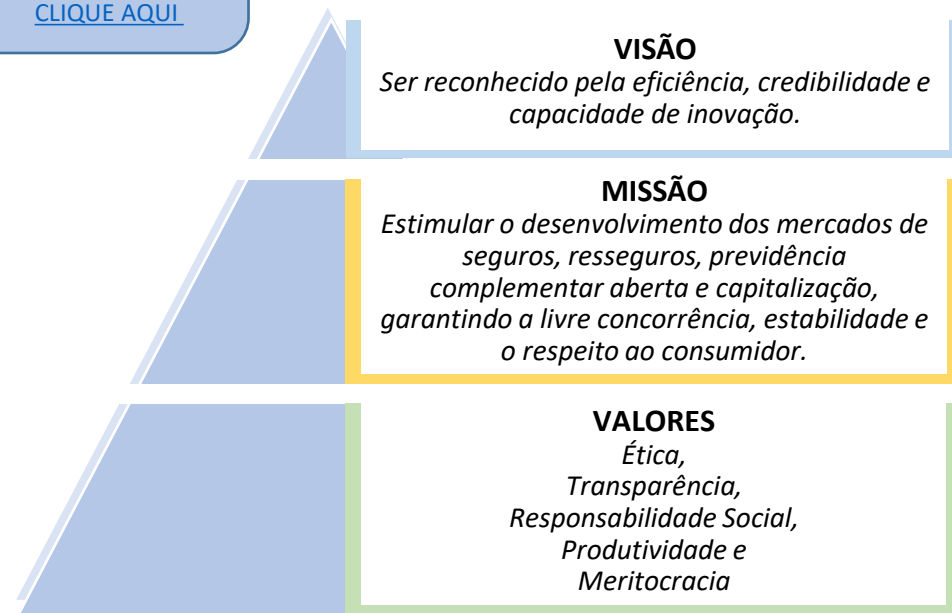 CLIQUE AQUI
VISÃO
Ser reconhecido pela eficiência, credibilidade e
capacidade de inovação.
MISSÃO
Estimular o desenvolvimento dos mercados de
seguros, resseguros, previdência
complementar aberta e capitalização,
garantindo a livre concorrência, estabilidade e
o respeito ao consumidor.
VALORES
Ética,
Transparência,
Responsabilidade Social,
Produtividade e
Meritocracia